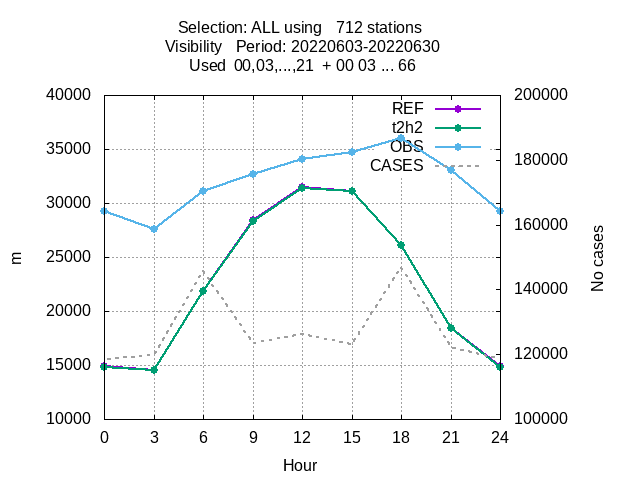 Selection: ALL using 712 stations
Visibility Period: 20220603-20220630
Used 00,03,...,21 + 00 03 ... 66
40000
35000
30000
25000
20000
15000
10000
m
REF
t2h2
OBS
CASES
200000
180000
160000
140000
120000
100000
No cases
0 3 6 9 12 15 18 21 24
Hour